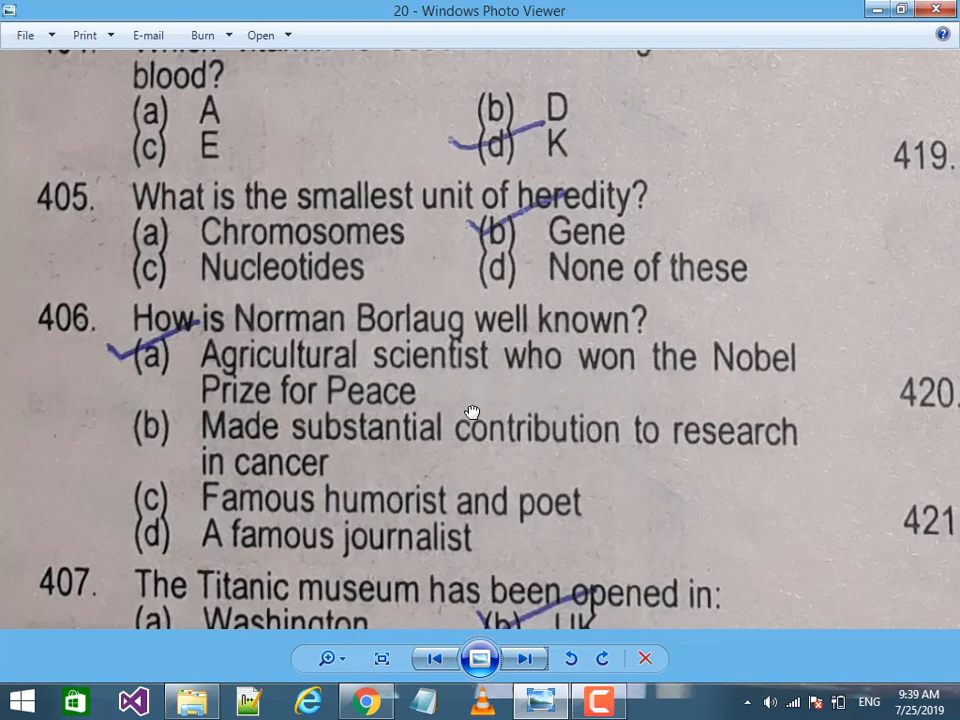 20 - Windows Photo Viewer
File Print E-mail Burn Open
blood?
(a) A (b) D
(c) E (d) K
419.
405. What is the smallest unit of heredity?
(a) Chromosomes (b) Gene
(c) Nucleotides (d) None of these
406. How is Norman Borlaug well known?
(a) Agricultural scientist who won the Nobel
Prize for Peace
420.
(b) Made substantial contribution to research
in cancer
(c) Famous humorist and poet
421
(d) A famous journalist
407. The Titanic museum has been opened in:
(a) Washington (b) UK
ENG
9:39 AM
7/25/2019